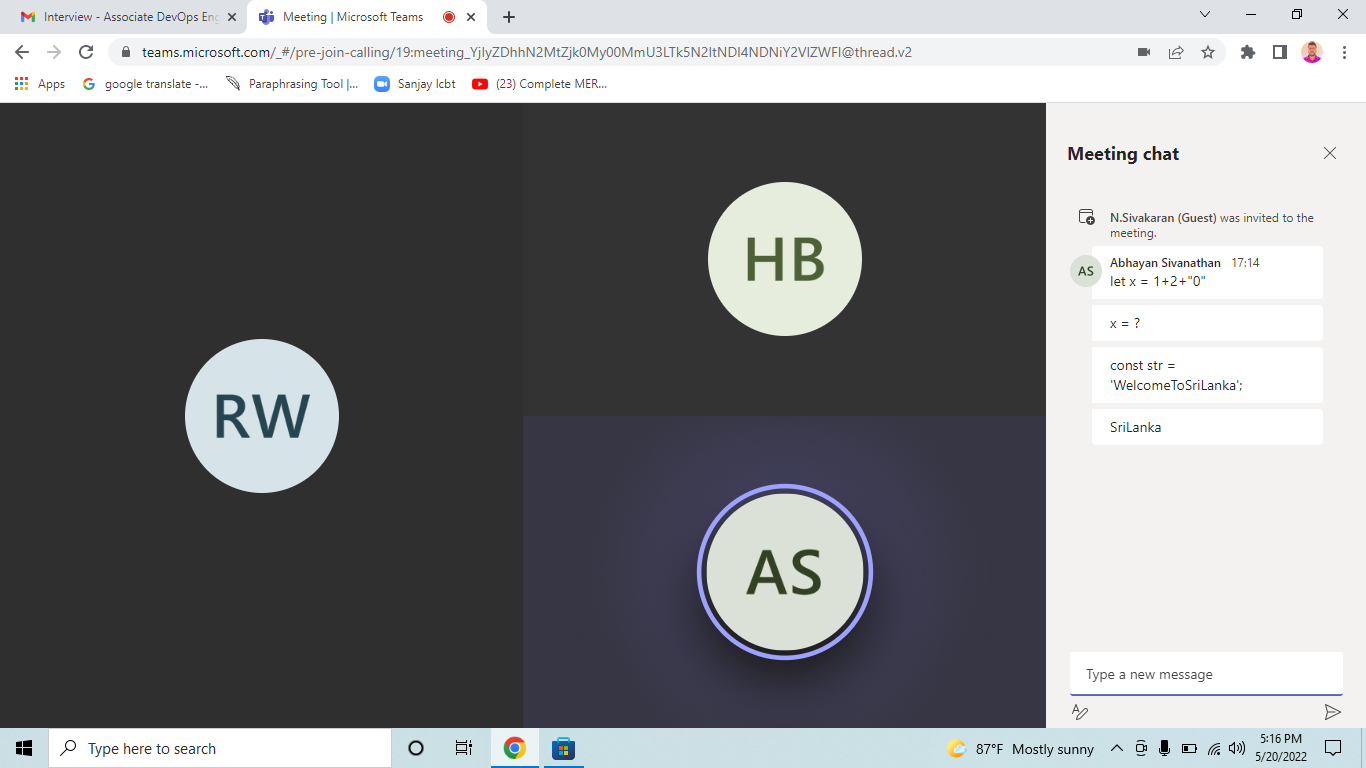 Interview - Associate DevOps Eng
Meeting | Microsoft Teams
teams.microsoft.com/_#/pre-join-calling/19:meeting_YjIyZDhhN2MtZjk0My00MmU3LTk5N2ItNDI4NDNiY2VlZWFl@thread.v2
Apps
google translate -...
Paraphrasing Tool |...
Sanjay Icbt
(23) Complete MER...
RW
HB
AS
Meeting chat
N.Sivakaran (Guest) was invited to the
meeting.
AS
Abhayan Sivanathan 17:14
let x = 1+2+"0"
x = ?
const str =
'WelcomeToSriLanka';
SriLanka
Type a new message
Type here to search
87°F Mostly sunny
5:16 PM
5/20/2022